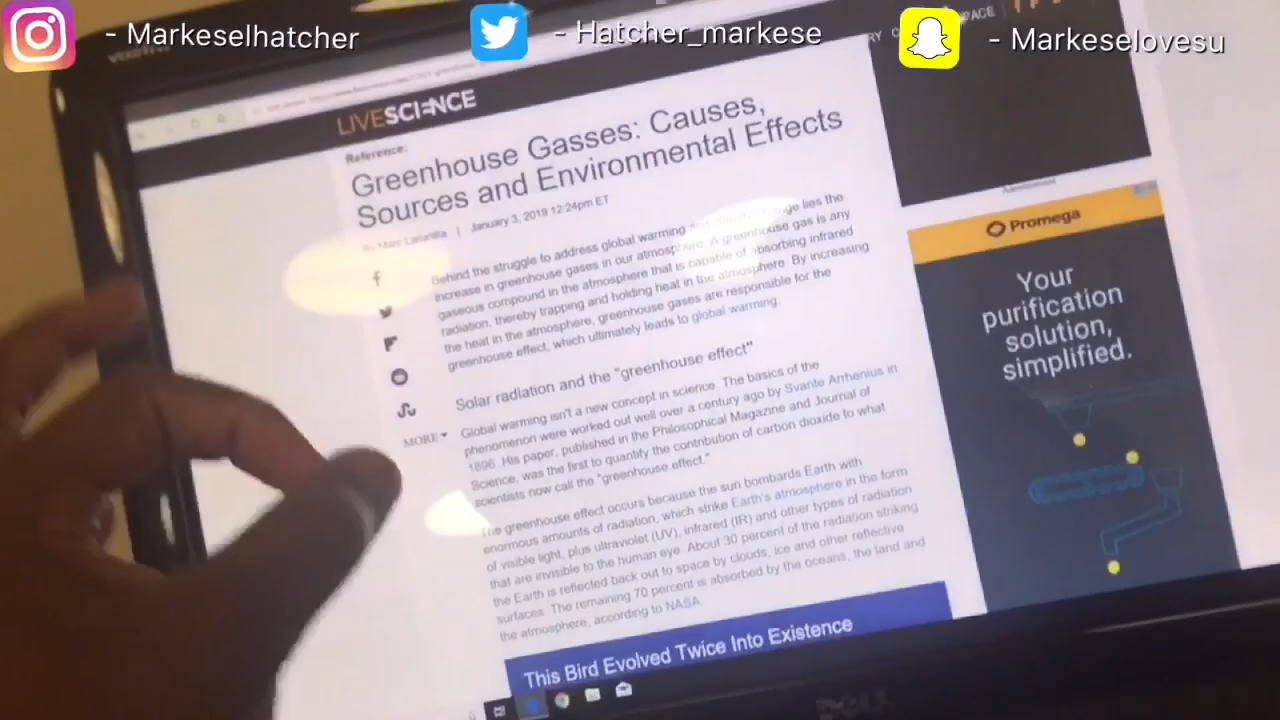 - Markeselhatcher
- Hatcher_markese
- Markeselovesu
LIVESCIENCE
Reference:
Greenhouse Gasses: Causes,
Sources and Environmental Effects
By Marc Lallanilla | January 3, 2019 12:24pm ET
Behind the struggle to address global warming and climate change lies the
increase in greenhouse gases in our atmosphere. A greenhouse gas is any
gaseous compound in the atmosphere that is capable of absorbing infrared
radiation, thereby trapping and holding heat in the atmosphere. By increasing
the heat in the atmosphere, greenhouse gases are responsible for the
greenhouse effect, which ultimately leads to global warming.
Solar radiation and the "greenhouse effect"
Global warming isn't a new concept in science. The basics of the
phenomenon were worked out well over a century ago by Svante Arrhenius in
1896. His paper, published in the Philosophical Magazine and Journal of
Science, was the first to quantify the contribution of carbon dioxide to what
scientists now call the "greenhouse effect."
The greenhouse effect occurs because the sun bombards Earth with
enormous amounts of radiation, which strike Earth's atmosphere in the form
of visible light, plus ultraviolet (UV), infrared (IR) and other types of radiation
that are invisible to the human eye. About 30 percent of the radiation striking
the Earth is reflected back out to space by clouds, ice and other reflective
surfaces. The remaining 70 percent is absorbed by the oceans, the land and
the atmosphere, according to NASA.
MORE
This Bird Evolved Twice Into Existence
Advertisement
Promega
Your
purification
solution,
simplified.
DELL